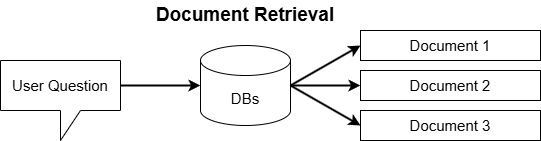 Document Retrieval
User Question
DBs
Document 1
Document 2
Document 3